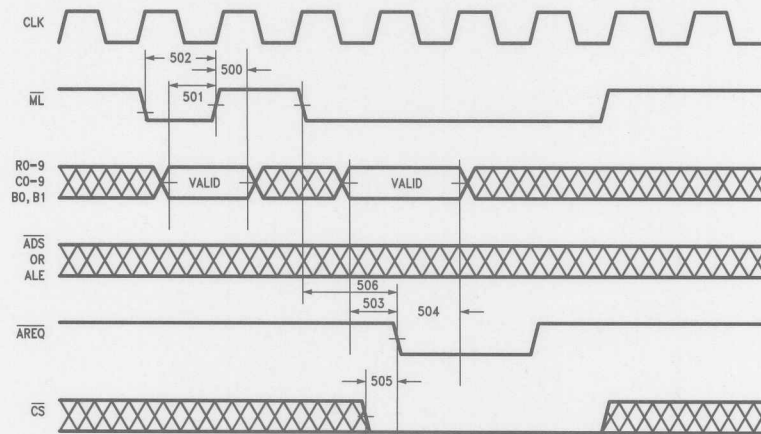 CLK
502
500
501
ML
R0-9
C0-9
B0, B1
VALID
VALID
ADS
OR
ALE
506
503
504
AREQ
505
CS